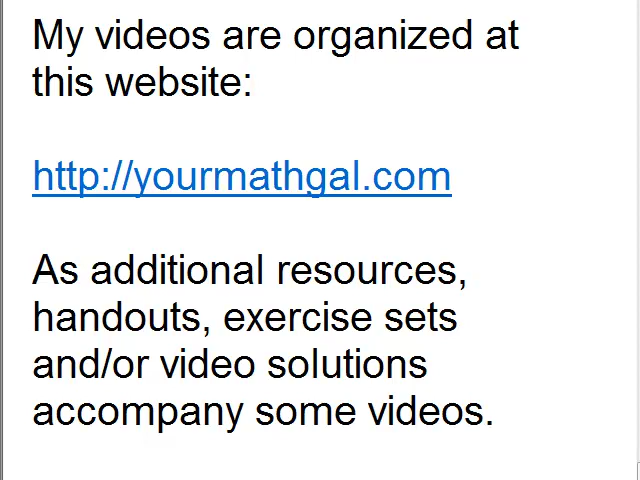 My videos are organized at
this website:
http://yourmathgal.com
As additional resources,
handouts, exercise sets
and/or video solutions
accompany some videos.